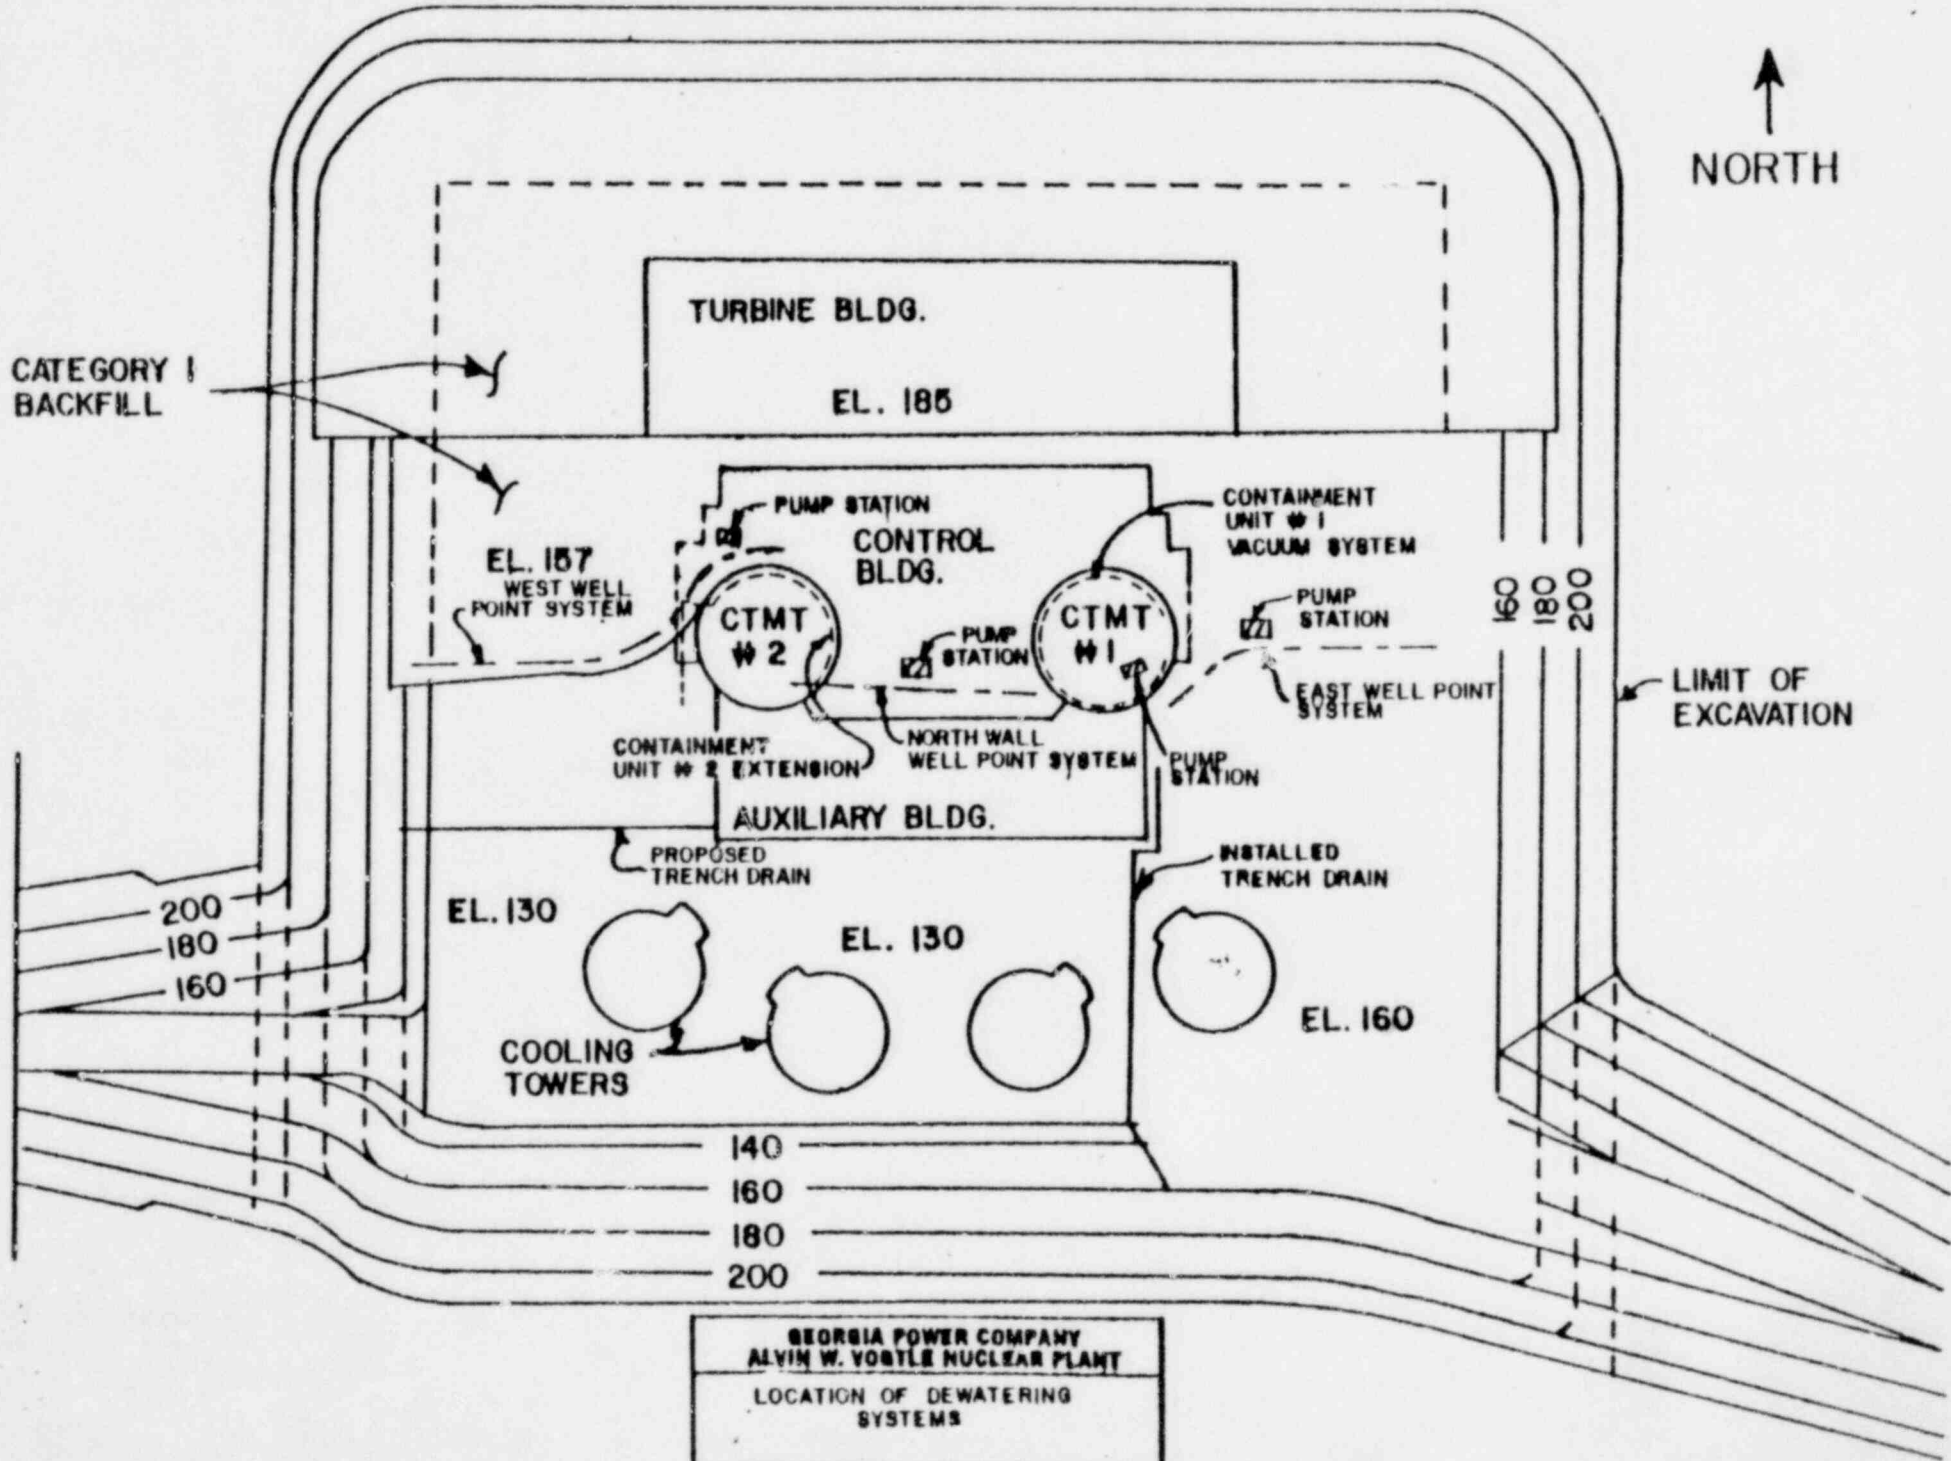 NORTH
TURBINE BLDG.
EL. 185
CATEGORY I
BACKFILL
PUMP STATION
CONTROL
BLDG.
CONTAINMENT
UNIT # 1
VACUUM SYSTEM
EL. 157
WEST WELL
POINT SYSTEM
CTMT
# 2
PUMP
STATION
CTMT
# 1
PUMP
STATION
160
180
200
EAST WELL POINT
SYSTEM
LIMIT OF
EXCAVATION
CONTAINMENT
UNIT # 2 EXTENSION
NORTH WALL
WELL POINT SYSTEM
PUMP
STATION
AUXILIARY BLDG.
PROPOSED
TRENCH DRAIN
INSTALLED
TRENCH DRAIN
200
180
160
EL. 130
EL. 130
EL. 160
COOLING
TOWERS
140
160
180
200
GEORGIA POWER COMPANY
ALVIN W. VOGTLE NUCLEAR PLANT
LOCATION OF DEWATERING
SYSTEMS